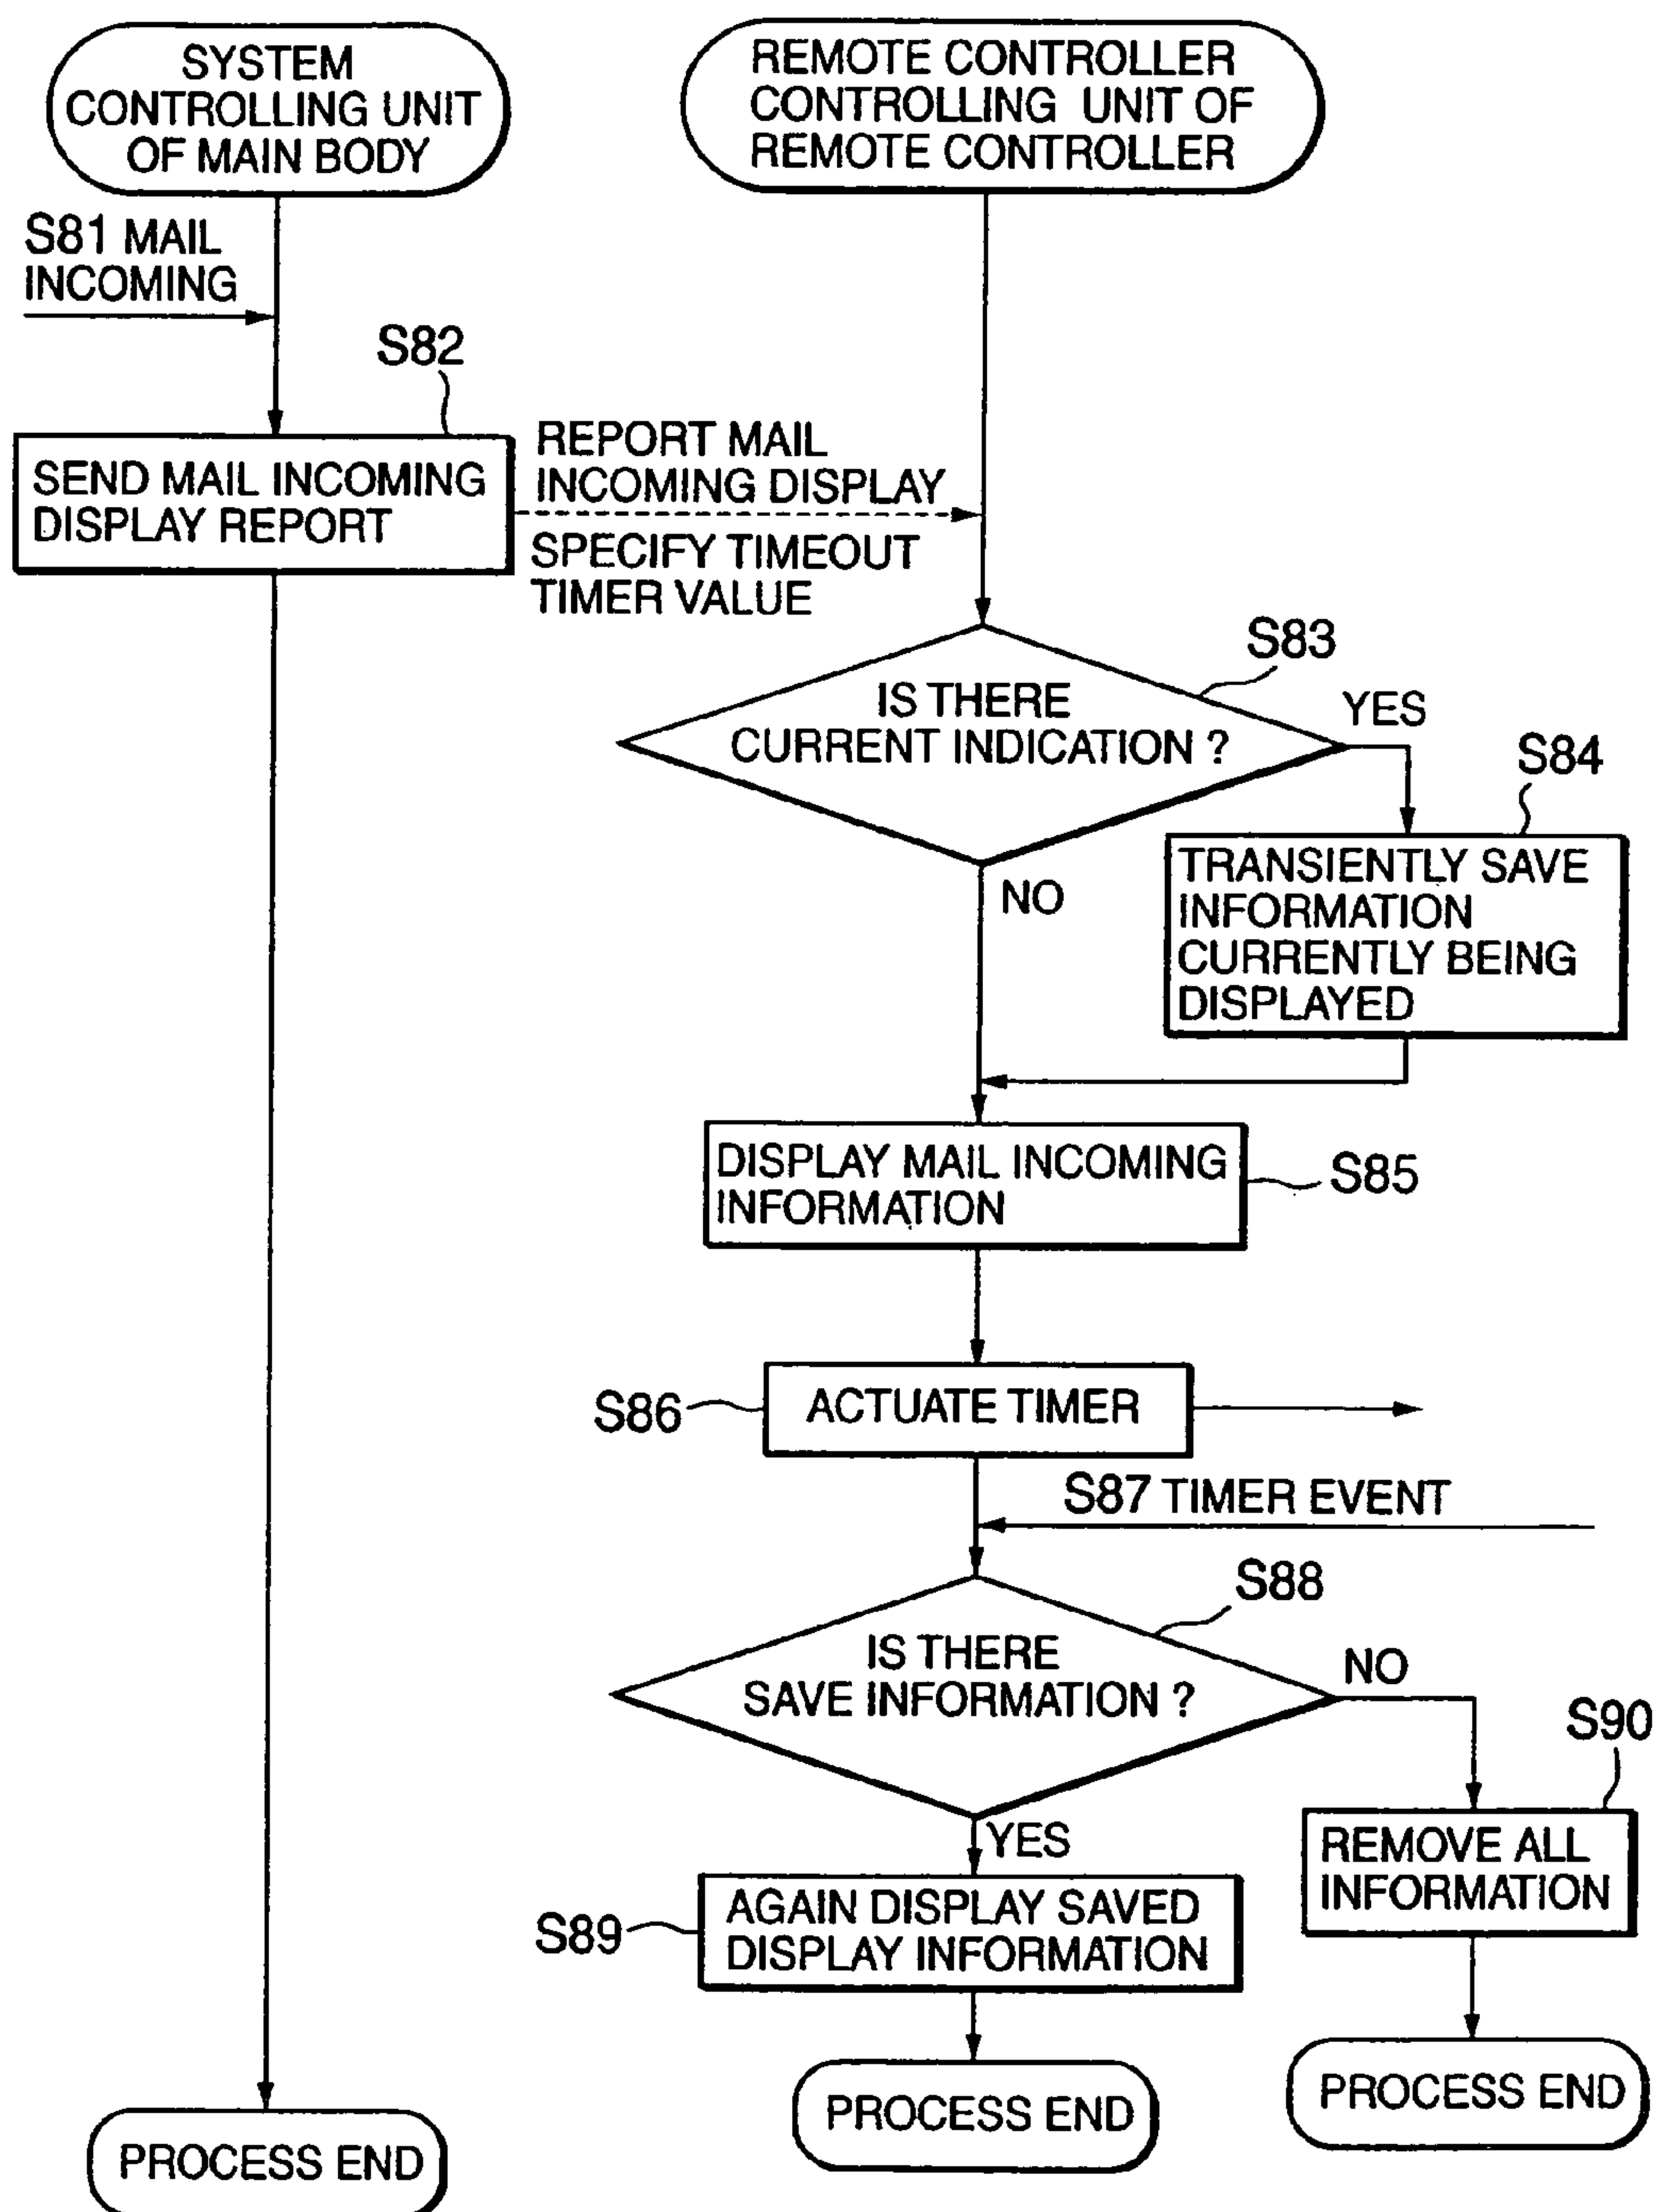 SYSTEM
CONTROLLING UNIT
OF MAIN BODY
REMOTE CONTROLLER
CONTROLLING UNIT OF
REMOTE CONTROLLER
S81 MAIL
INCOMING
S82
SEND MAIL INCOMING
DISPLAY REPORT
REPORT MAIL
INCOMING DISPLAY
SPECIFY TIMEOUT
TIMER VALUE
S83
IS THERE
CURRENT INDICATION ?
YES
NO
S84
TRANSIENTLY SAVE
INFORMATION
CURRENTLY BEING
DISPLAYED
DISPLAY MAIL INCOMING
INFORMATION
S85
S86
ACTUATE TIMER
S87 TIMER EVENT
S88
IS THERE
SAVE INFORMATION ?
NO
YES
S90
REMOVE ALL
INFORMATION
S89
AGAIN DISPLAY SAVED
DISPLAY INFORMATION
PROCESS END
PROCESS END
PROCESS END